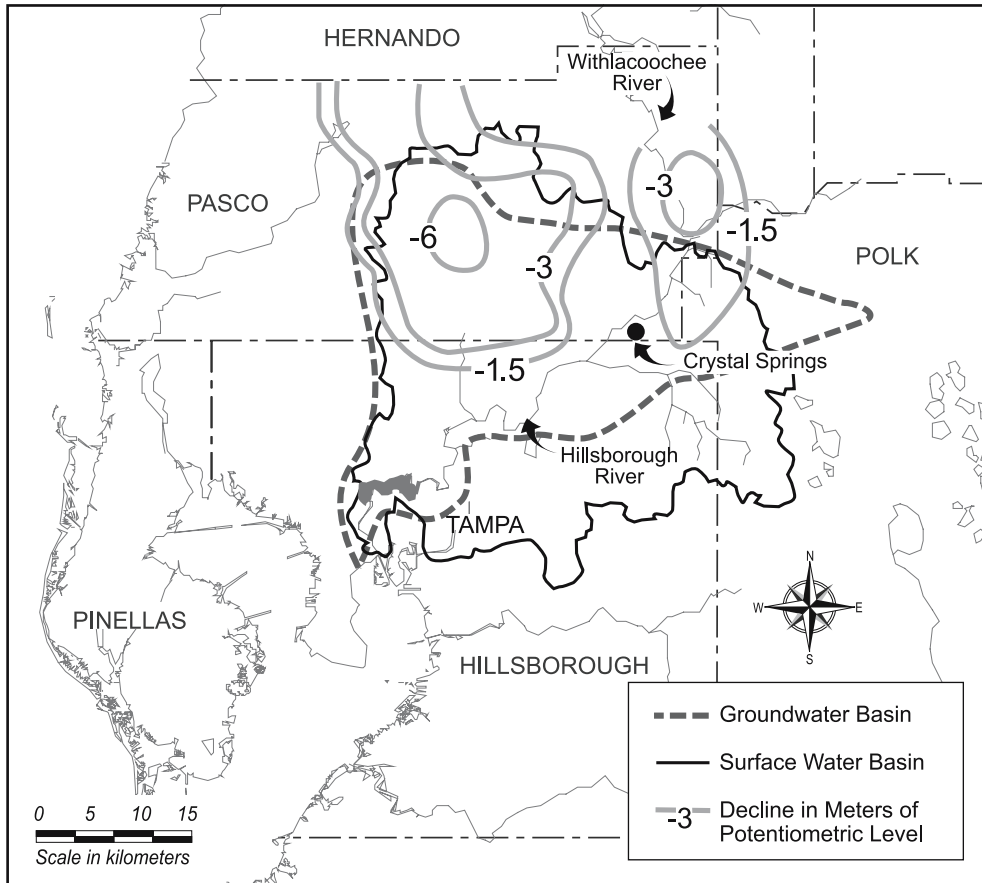 HERNANDO
Withlacoochee
River
PASCO
-3
-6
-1.5
-3
POLK
Crystal Springs
-1.5
Hillsborough
River
TAMPA
N
W
E
S
PINELLAS
HILLSBOROUGH
Groundwater Basin
Surface Water Basin
-3
Decline in Meters of
Potentiometric Level
0 5 10 15
Scale in kilometers